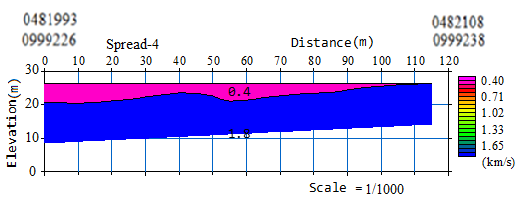 0481993
0999226
Spread-4
Distance(m)
0482108
0999238
0 10 20 30 40 50 60 70 80 90 100 110 120
Elevation(m)
30
20
10
0
0.4
1.8
0.40
0.71
1.02
1.33
1.65
(km/s)
Scale = 1/1000